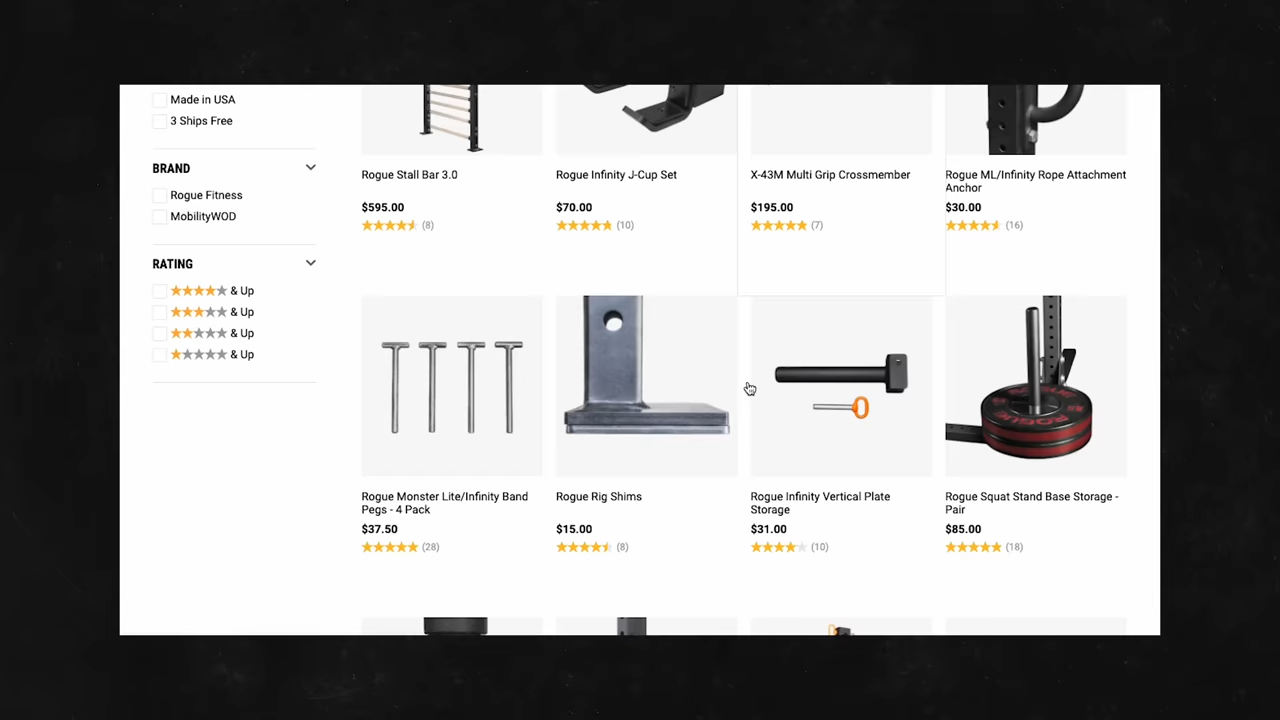 Made in USA
3 Ships Free
BRAND
Rogue Fitness
MobilityWOD
RATING
& Up
& Up
& Up
& Up
Rogue Stall Bar 3.0
$595.00
(8)
Rogue Infinity J-Cup Set
$70.00
(10)
X-43M Multi Grip Crossmember
$195.00
(7)
Rogue ML/Infinity Rope Attachment
Anchor
$30.00
(16)
Rogue Monster Lite/Infinity Band
Pegs - 4 Pack
$37.50
(28)
Rogue Rig Shims
$15.00
(8)
Rogue Infinity Vertical Plate
Storage
$31.00
(10)
ROGUE
Rogue Squat Stand Base Storage -
Pair
$85.00
(18)